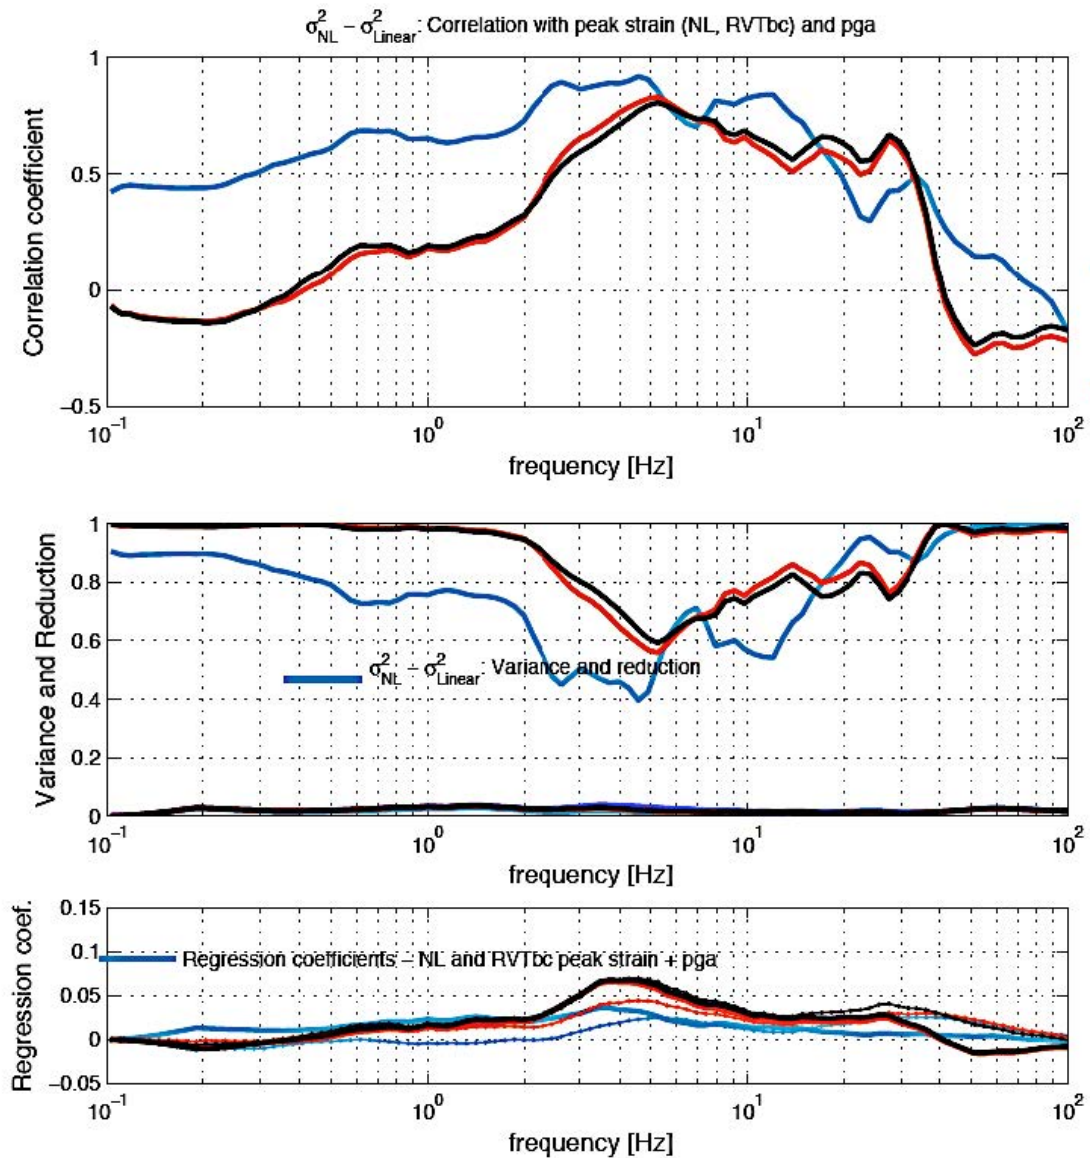 σ²NL − σ²Linear: Correlation with peak strain (NL, RVTbc) and pga
Correlation coefficient
1
0.5
0
−0.5
10⁻¹ 10⁰ 10¹ 10²
frequency [Hz]
Variance and Reduction
1
0.8
0.6
σ²NL − σ²Linear: Variance and reduction
0.4
0.2
0
10⁻¹ 10⁰ 10¹ 10²
frequency [Hz]
Regression coef.
0.15
0.1
Regression coefficients − NL and RVTbc peak strain + pga
0.05
0
−0.05
10⁻¹ 10⁰ 10¹ 10²
frequency [Hz]